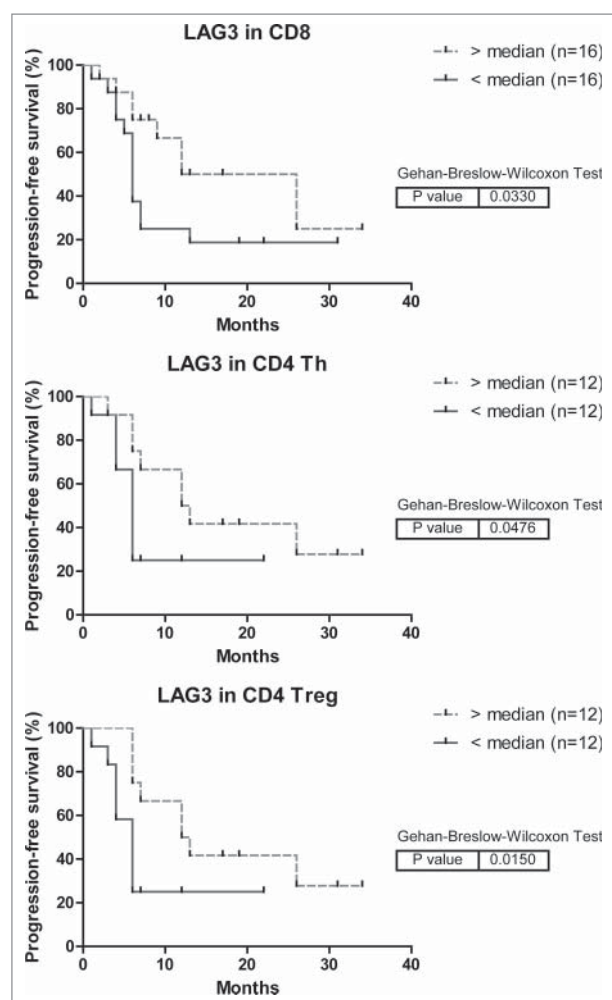 LAG3 in CD8
> median (n=16)
< median (n=16)
Progression-free survival (%)
100
80
60
40
20
0
0 10 20 30 40
Months
Gehan-Breslow-Wilcoxon Test
P value 0.0330
LAG3 in CD4 Th
> median (n=12)
< median (n=12)
Progression-free survival (%)
100
80
60
40
20
0
0 10 20 30 40
Months
Gehan-Breslow-Wilcoxon Test
P value 0.0476
LAG3 in CD4 Treg
> median (n=12)
< median (n=12)
Progression-free survival (%)
100
80
60
40
20
0
0 10 20 30 40
Months
Gehan-Breslow-Wilcoxon Test
P value 0.0150